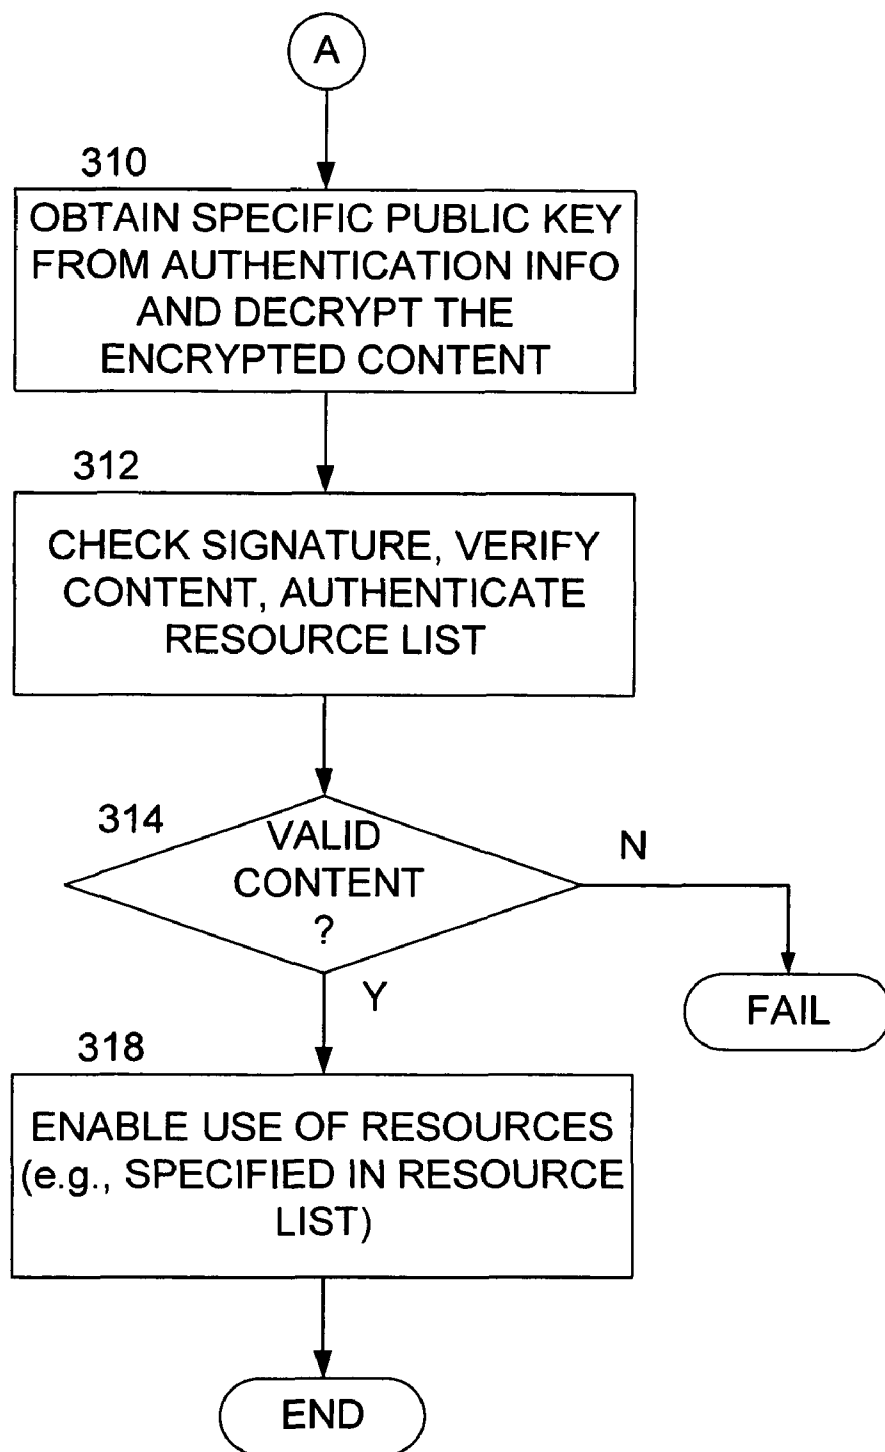 A
310
OBTAIN SPECIFIC PUBLIC KEY
FROM AUTHENTICATION INFO
AND DECRYPT THE
ENCRYPTED CONTENT
312
CHECK SIGNATURE, VERIFY
CONTENT, AUTHENTICATE
RESOURCE LIST
314
VALID
CONTENT
?
N
Y
FAIL
318
ENABLE USE OF RESOURCES
(e.g., SPECIFIED IN RESOURCE
LIST)
END